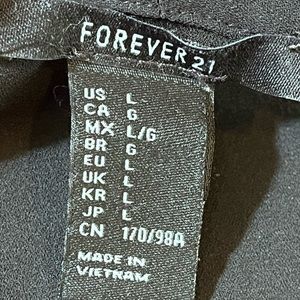 FOREVER 21
US L
CA G
MX L/G
BR G
EU L
UK L
KR L
JP L
CN 170/98A
MADE IN
VIETNAM